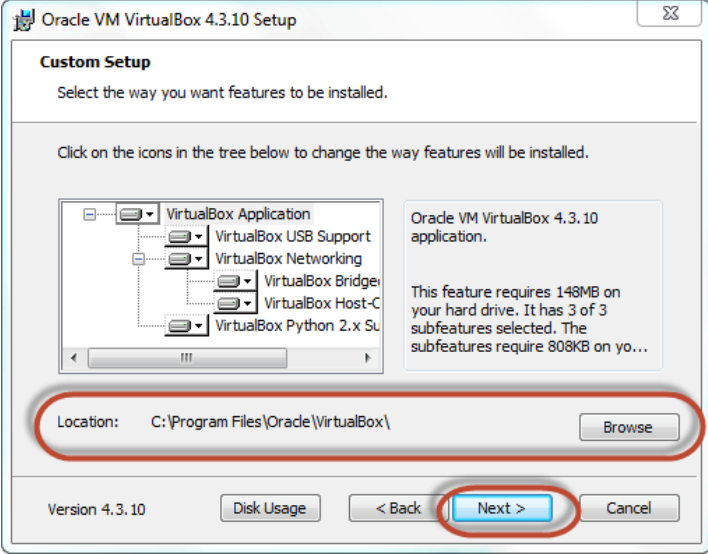 Oracle VM VirtualBox 4.3.10 Setup
Custom Setup
Select the way you want features to be installed.
Click on the icons in the tree below to change the way features will be installed.
VirtualBox Application
VirtualBox USB Support
VirtualBox Networking
VirtualBox Bridge
VirtualBox Host-C
VirtualBox Python 2.x Su
Oracle VM VirtualBox 4.3.10
application.
This feature requires 148MB on
your hard drive. It has 3 of 3
subfeatures selected. The
subfeatures require 808KB on yo...
Location: C:\Program Files\Oracle\VirtualBox\
Browse
Version 4.3.10
Disk Usage
< Back
Next >
Cancel